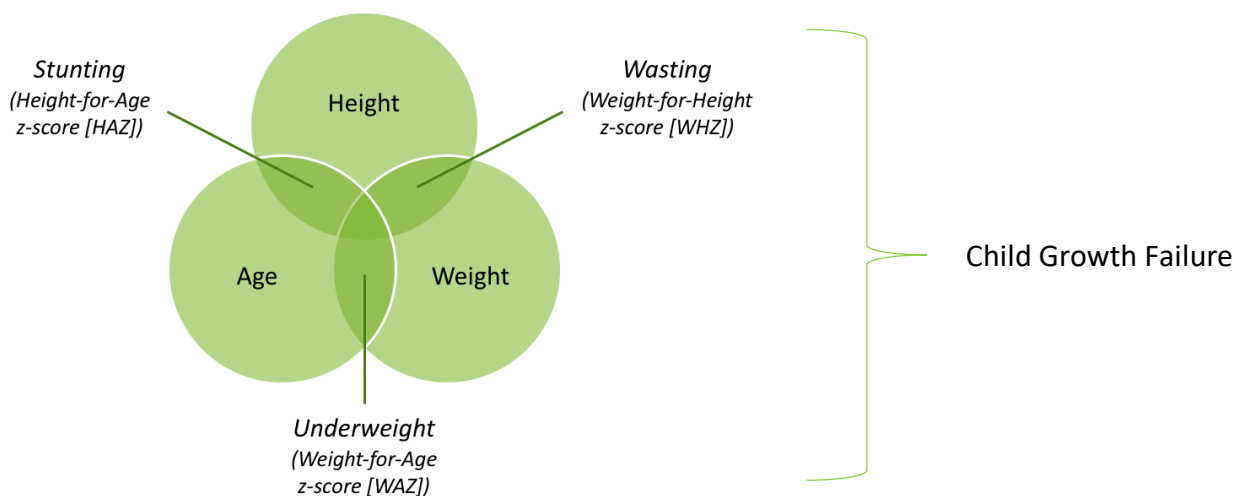 Stunting
(Height-for-Age
z-score [HAZ])
Height
Wasting
(Weight-for-Height
z-score [WHZ])
Age
Weight
Child Growth Failure
Underweight
(Weight-for-Age
z-score [WAZ])